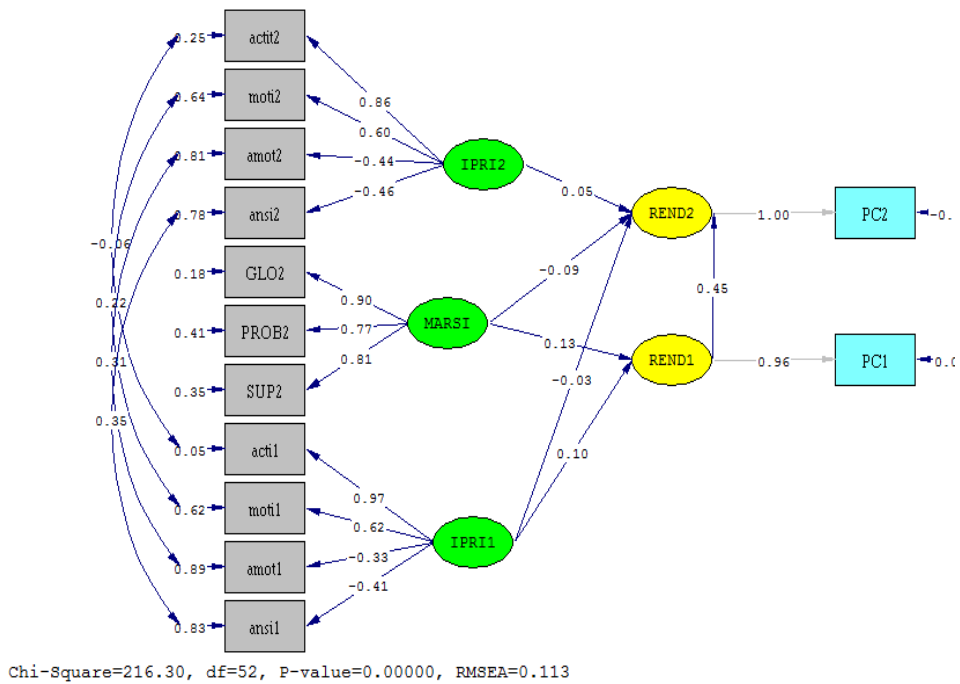 0.25 actit2
0.86
0.64 moti2
0.60
0.81 amot2
-0.44 IPRI2
-0.46
0.05
0.78 ansi2
REND2 1.00 PC2 -0.
-0.06
0.18 GLO2
-0.09
0.90
0.45
0.22
0.41 PROB2
0.77 MARSI
0.13
0.81
REND1 0.96 PC1 0.0
0.31
-0.03
0.35 SUP2
0.35
0.05 acti1
0.10
0.97
0.62 moti1
0.62 IPRI1
-0.33
0.89 amot1
-0.41
0.83 ansi1
Chi-Square=216.30, df=52, P-value=0.00000, RMSEA=0.113